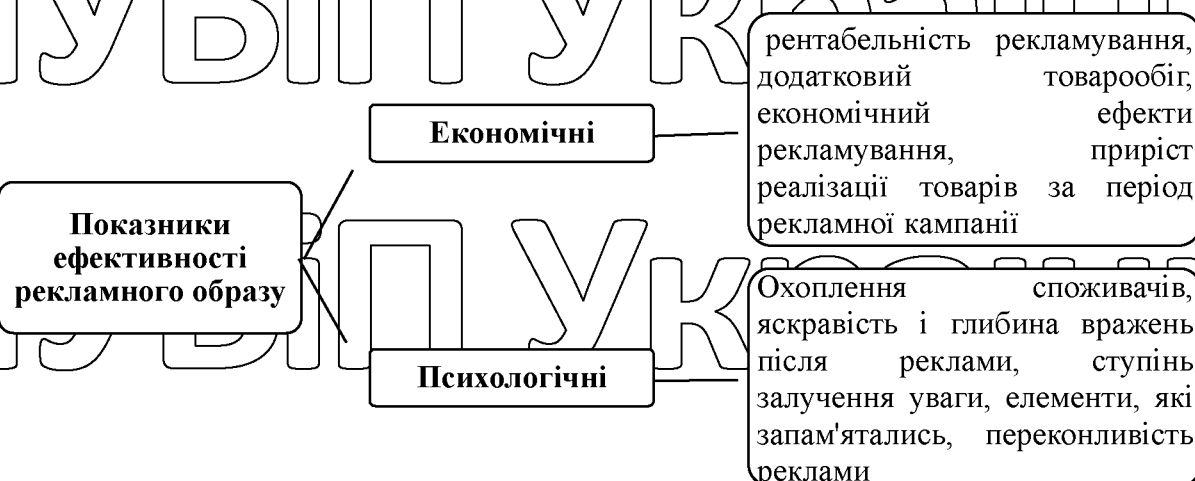 Показники
ефективності
рекламного образу
Економічні
рентабельність рекламування,
додатковий товарообіг,
економічний ефекти
рекламування, приріст
реалізації товарів за період
рекламної кампанії
Психологічні
Охоплення споживачів,
яскравість і глибина вражень
після реклами, ступінь
залучення уваги, елементи, які
запам'ятались, переконливість
реклами